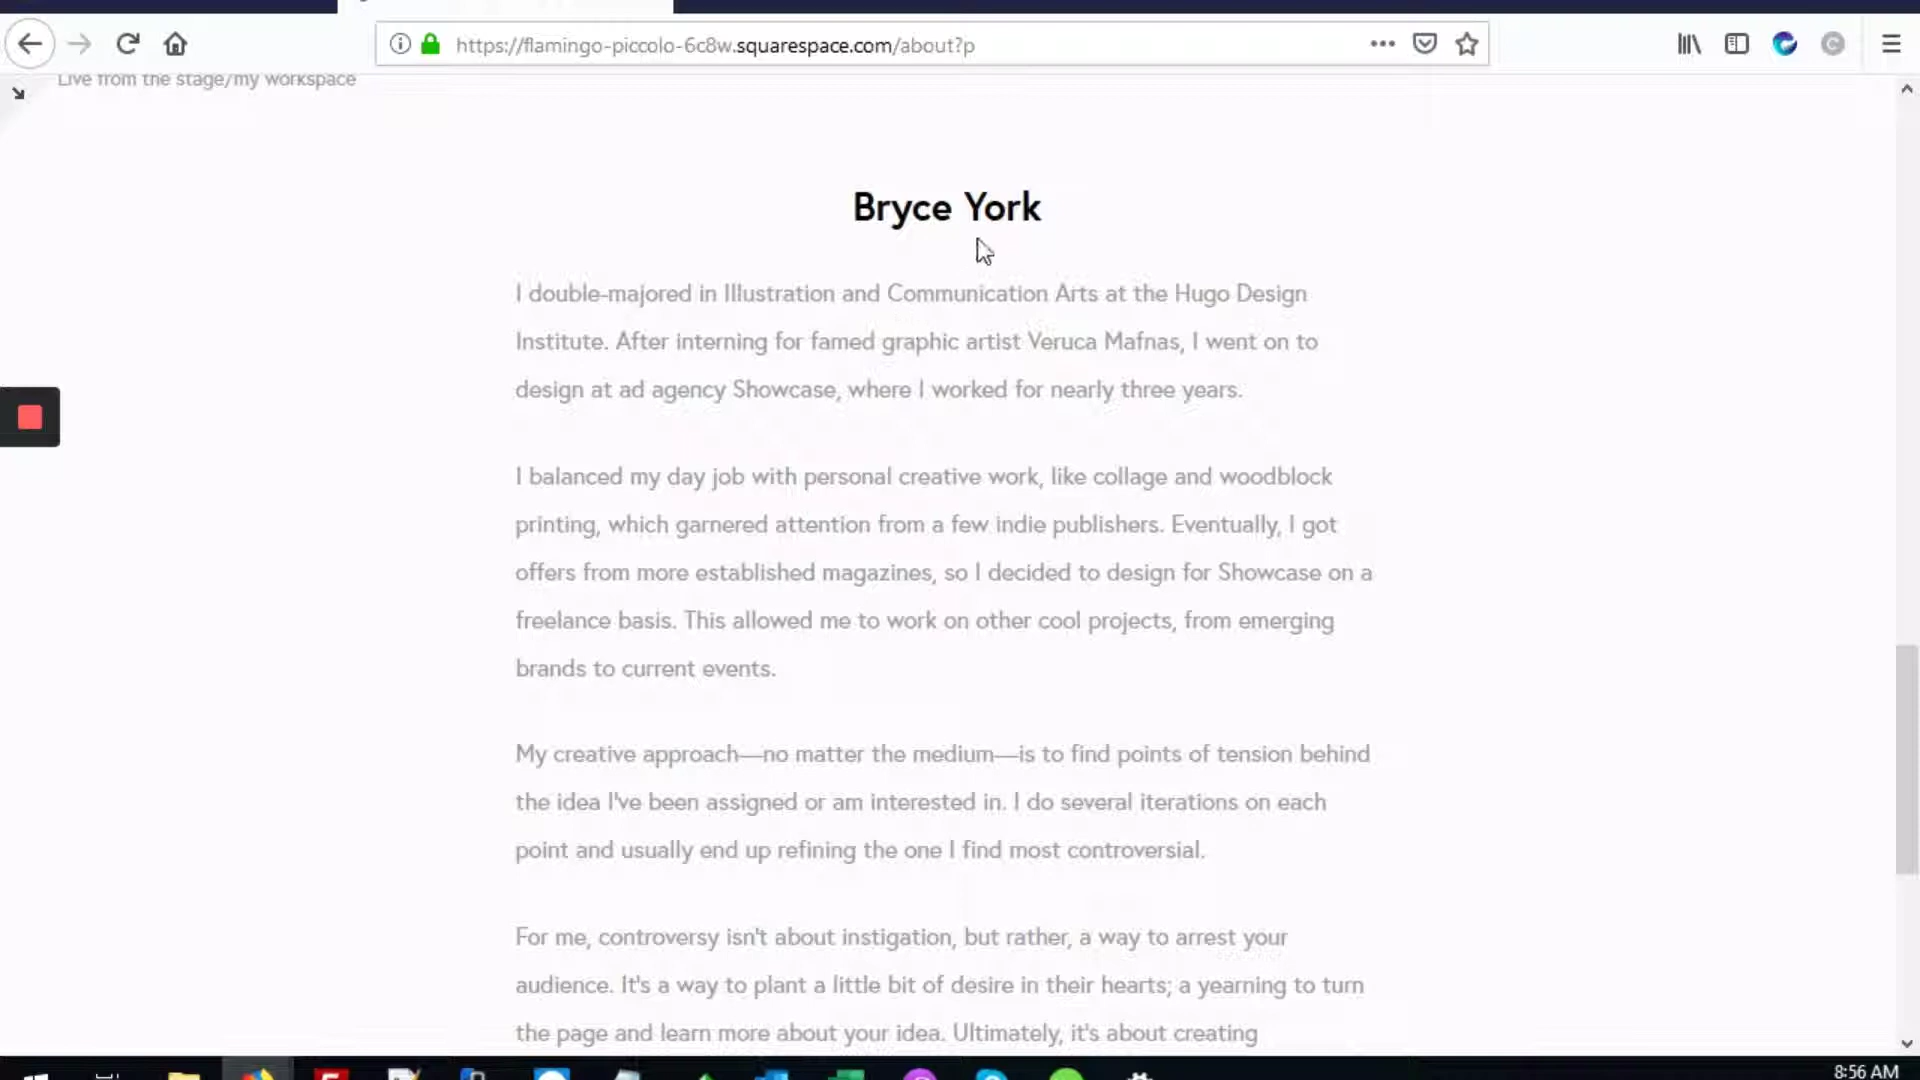 https://flamingo-piccolo-6c8w.squarespace.com/about?p
Live from the stage/my workspace
Bryce York
I double-majored in Illustration and Communication Arts at the Hugo Design
Institute. After interning for famed graphic artist Veruca Mafnas, I went on to
design at ad agency Showcase, where I worked for nearly three years.
I balanced my day job with personal creative work, like collage and woodblock
printing, which garnered attention from a few indie publishers. Eventually, I got
offers from more established magazines, so I decided to design for Showcase on a
freelance basis. This allowed me to work on other cool projects, from emerging
brands to current events.
My creative approach—no matter the medium—is to find points of tension behind
the idea I've been assigned or am interested in. I do several iterations on each
point and usually end up refining the one I find most controversial.
For me, controversy isn't about instigation, but rather, a way to arrest your
audience. It's a way to plant a little bit of desire in their hearts; a yearning to turn
the page and learn more about your idea. Ultimately, it's about creating
8:56 AM